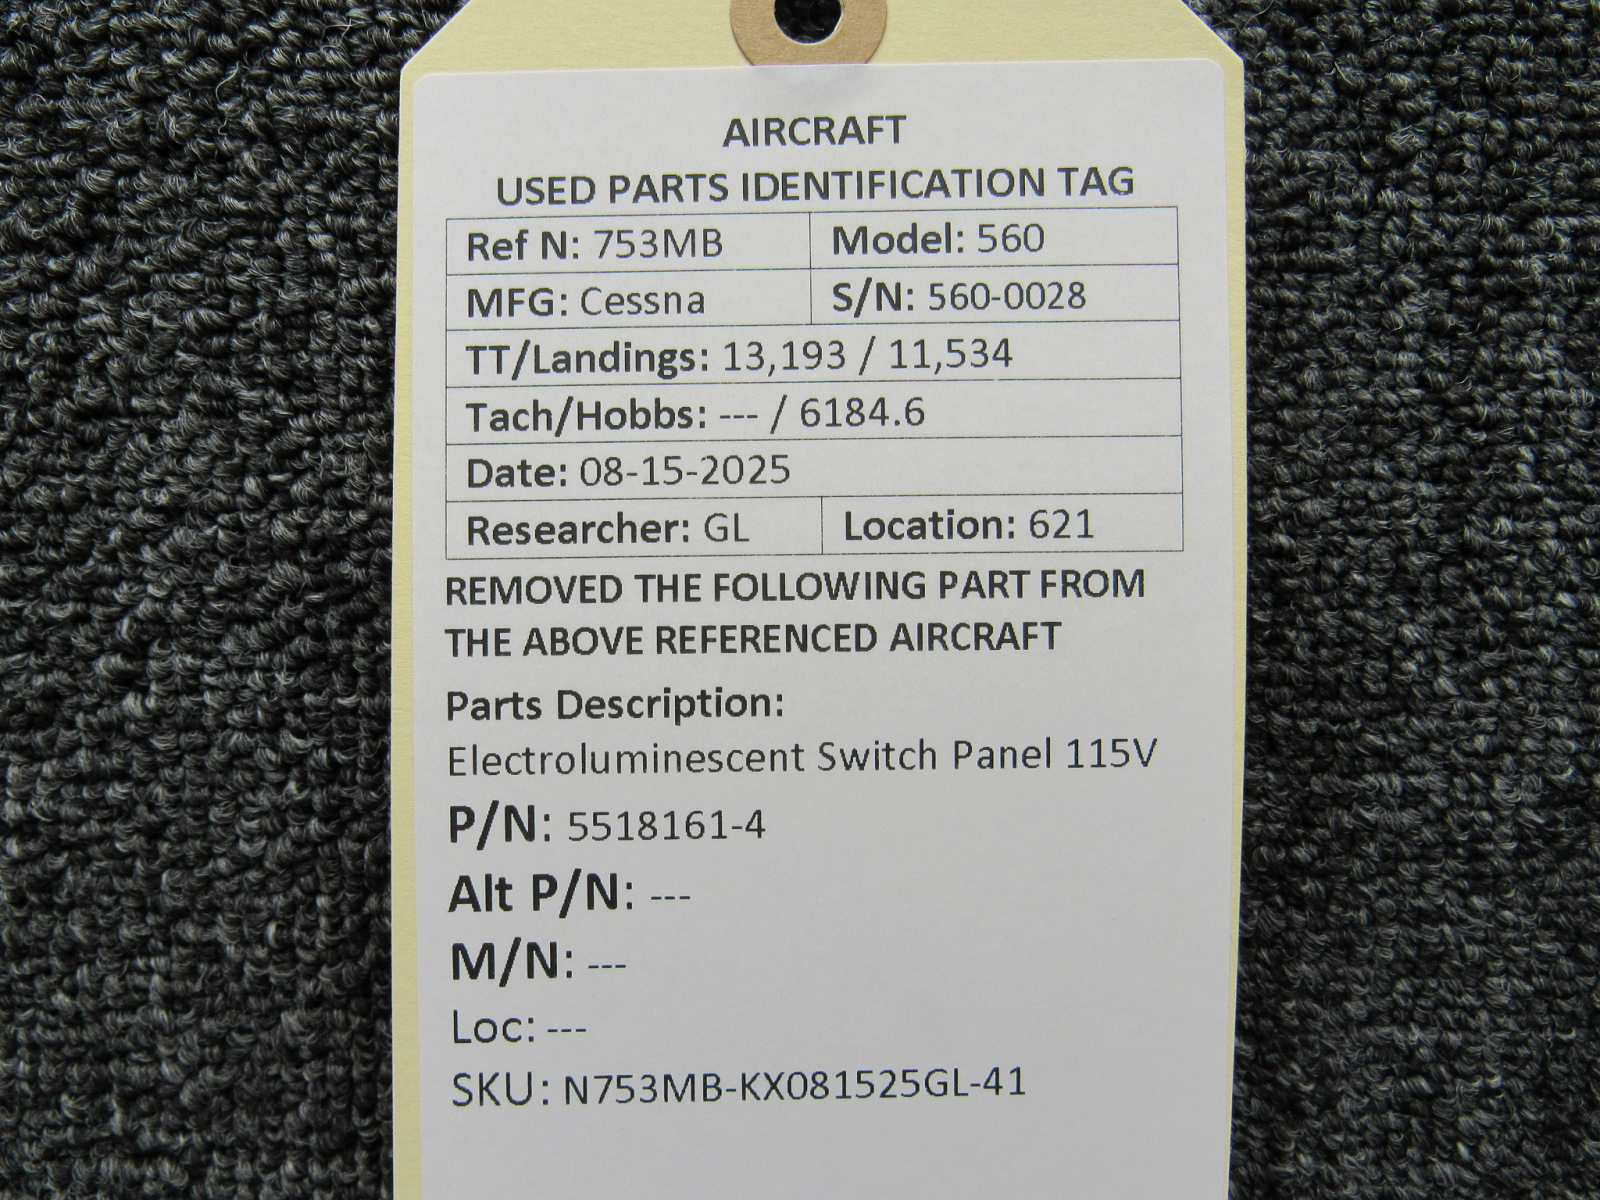 AIRCRAFT
USED PARTS IDENTIFICATION TAG
Ref N: 753MB Model: 560
MFG: Cessna S/N: 560-0028
TT/Landings: 13,193 / 11,534
Tach/Hobbs: --- / 6184.6
Date: 08-15-2025
Researcher: GL Location: 621
REMOVED THE FOLLOWING PART FROM
THE ABOVE REFERENCED AIRCRAFT
Parts Description:
Electroluminescent Switch Panel 115V
P/N: 5518161-4
Alt P/N: ---
M/N: ---
Loc: ---
SKU: N753MB-KX081525GL-41